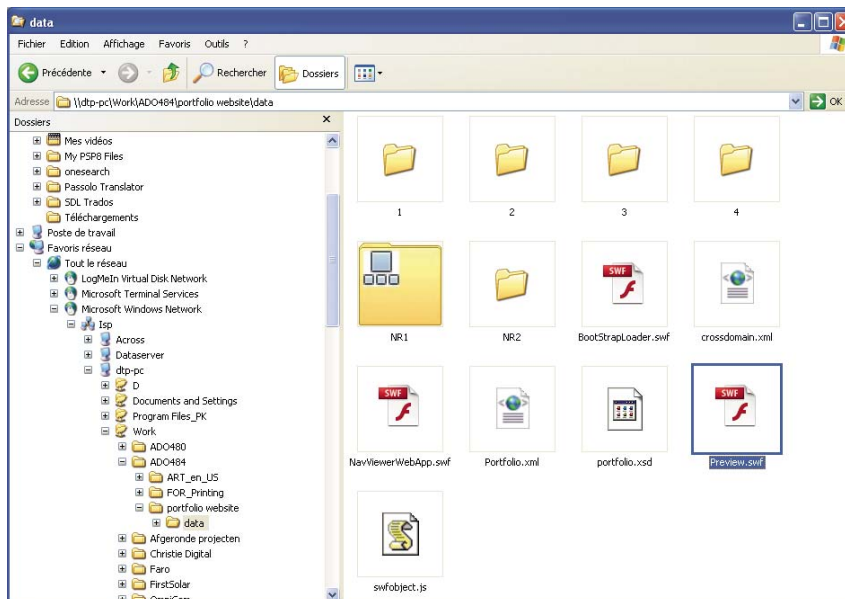 data
Fichier Edition Affichage Favoris Outils ?
Précédente Rechercher Dossiers
Adresse \\dtp-pc\Work\ADO484\portfolio website\data OK
Dossiers x
Mes vidéos
My PSP8 Files
onesearch
Passolo Translator
SDL Trados
Téléchargements
Poste de travail
Favoris réseau
Tout le réseau
LogMeIn Virtual Disk Network
Microsoft Terminal Services
Microsoft Windows Network
Isp
Across
Dataserver
dtp-pc
D
Documents and Settings
Program Files_PK
Work
ADO480
ADO484
ART_en_US
FOR_Printing
portfolio website
data
Afgeronde projecten
Christie Digital
Faro
FirstSolar
1 2 3 4
SWF
NR1 NR2 BootStrapLoader.swf crossdomain.xml
SWF SWF
NavViewerWebApp.swf Portfolio.xml portfolio.xsd Preview.swf
swfobject.js